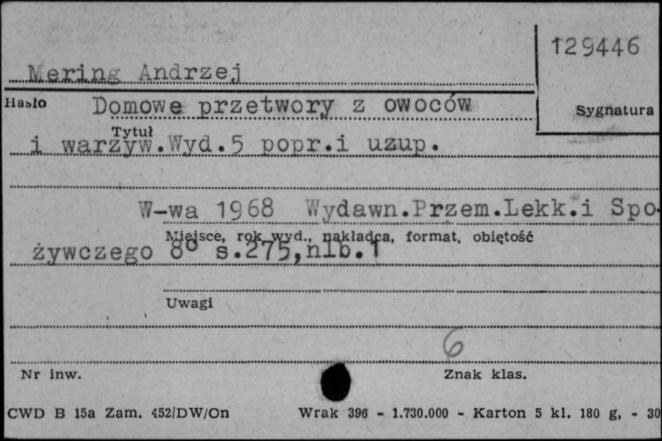 129446
Mering Andrzej
Hasło Domowe przetwory z owoców
Sygnatura
Tytuł
i warzyw.Wyd.5 popr.i uzup.
W-wa 1968 Wydawn.Przem.Lekk.i Spo-
Miejsce, rok wyd., nakładca, format, objętość
żywczego 8° s.275,nlb.1
Uwagi
6
Nr inw. Znak klas.
CWD B 15a Zam. 452/DW/On Wrak 396 - 1.730.000 - Karton 5 kl. 180 g, - 30